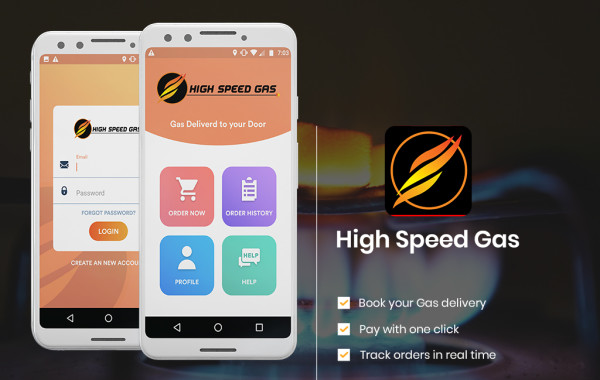 HIGH SPEED GAS
Email
Password
FORGOT PASSWORD?
LOGIN
CREATE AN NEW ACCOU
7:03
HIGH SPEED GAS
Gas Deliverd to your Door
ORDER NOW
ORDER HISTORY
PROFILE
HELP
HELP
High Speed Gas
Book your Gas delivery
Pay with one click
Track orders in real time